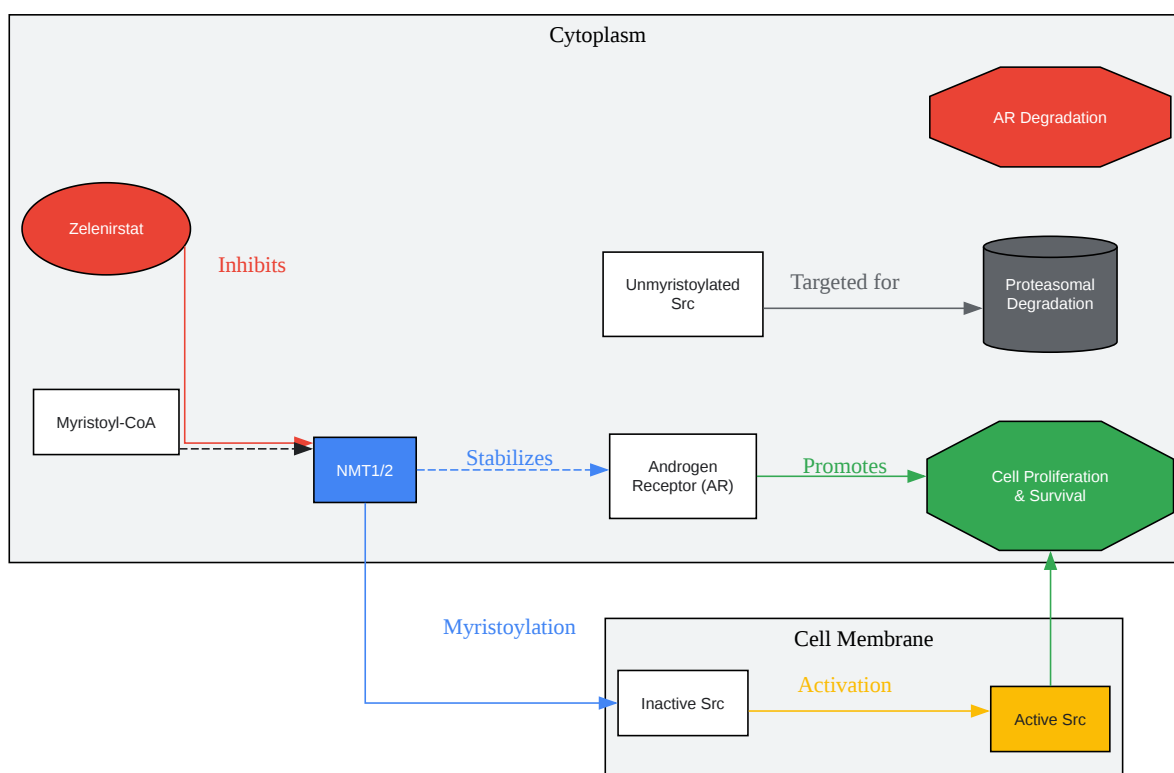 Cytoplasm
AR Degradation
Zelenirstat
Inhibits
Unmyristoylated
Src
Targeted for
Proteasomal
Degradation
Myristoyl-CoA
NMT1/2
Stabilizes
Androgen
Receptor (AR)
Promotes
Cell Proliferation
& Survival
Myristoylation
Cell Membrane
Inactive Src
Activation
Active Src